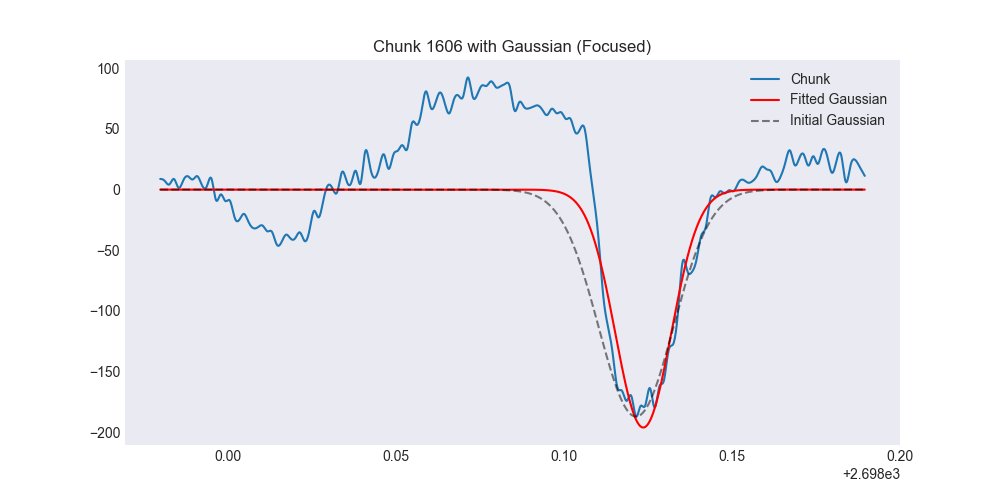 Chunk 1606 with Gaussian (Focused)
100
50
0
−50
−100
−150
−200
Chunk
Fitted Gaussian
Initial Gaussian
0.00 0.05 0.10 0.15 0.20
+2.698e3